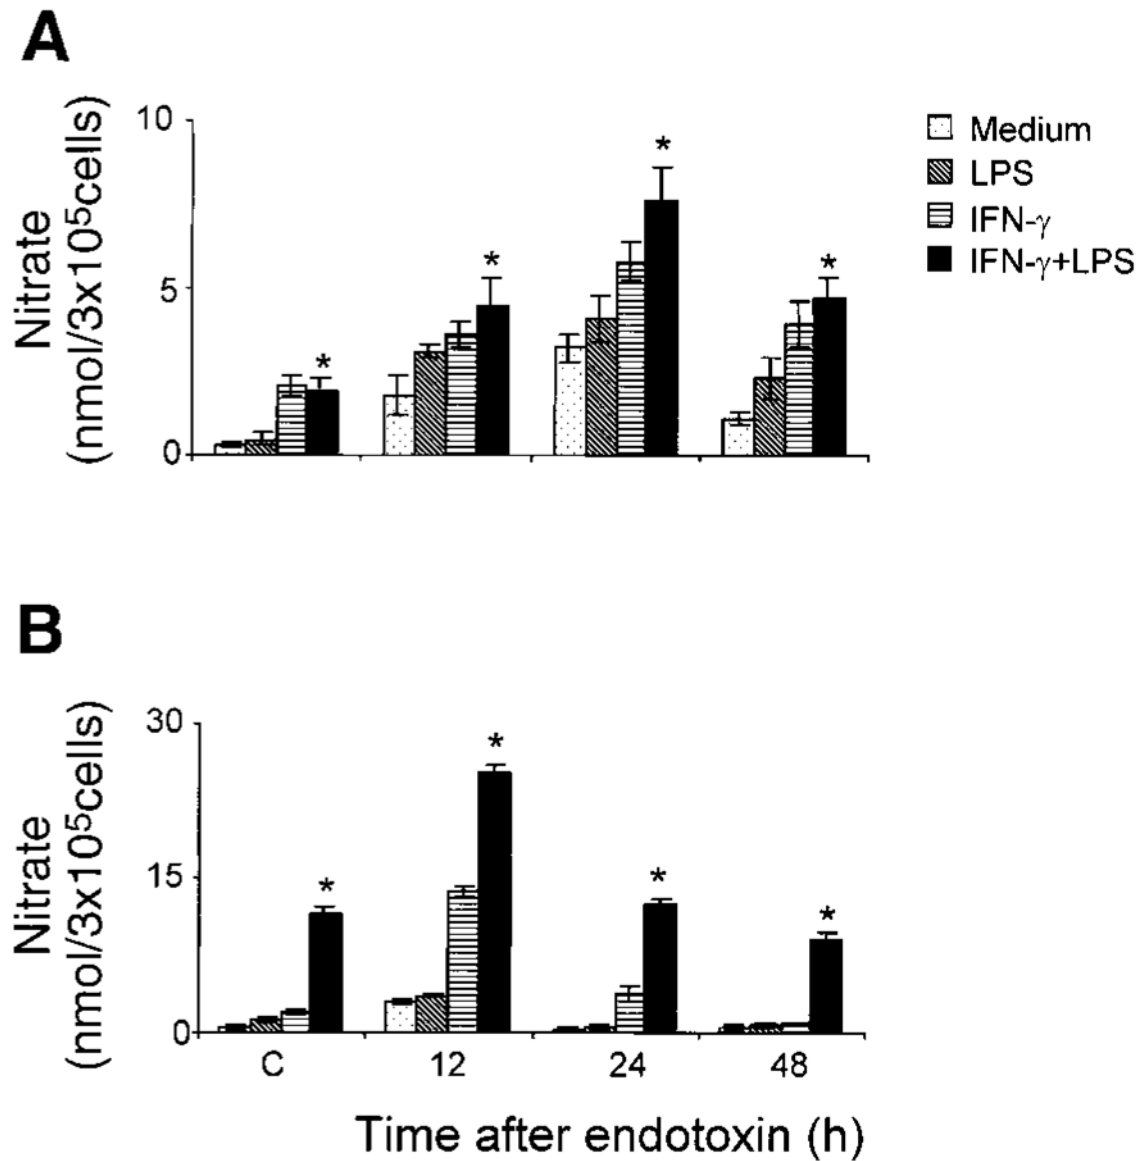 A
10
5
0
Nitrate
(nmol/3x10⁵cells)
*
*
*
*
Medium
LPS
IFN-γ
IFN-γ+LPS
B
30
15
0
Nitrate
(nmol/3x10⁵cells)
*
*
*
*
C 12 24 48
Time after endotoxin (h)